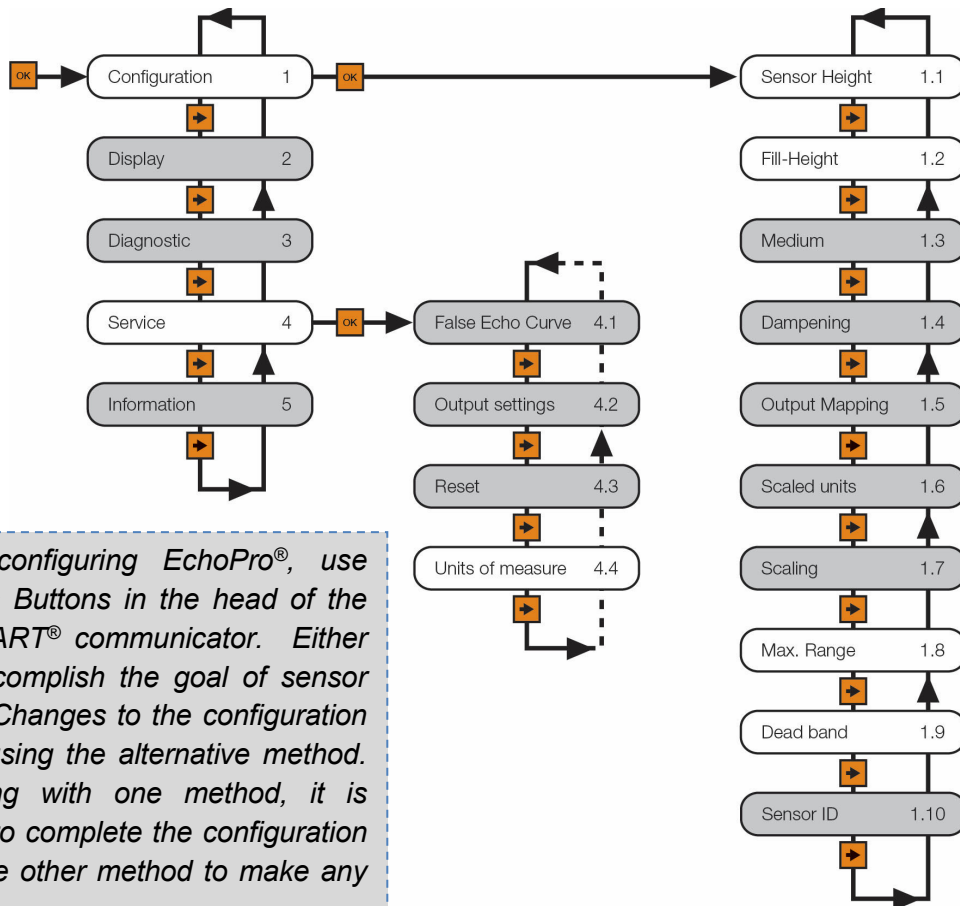 OK
Configuration 1
OK
Display 2
Diagnostic 3
Service 4
OK
Information 5
False Echo Curve 4.1
Output settings 4.2
Reset 4.3
Units of measure 4.4
Sensor Height 1.1
Fill-Height 1.2
Medium 1.3
Dampening 1.4
Output Mapping 1.5
Scaled units 1.6
Scaling 1.7
Max. Range 1.8
Dead band 1.9
Sensor ID 1.10
configuring EchoPro®, use
Buttons in the head of the
ART® communicator. Either
complish the goal of sensor
Changes to the configuration
using the alternative method.
ng with one method, it is
to complete the configuration
e other method to make any